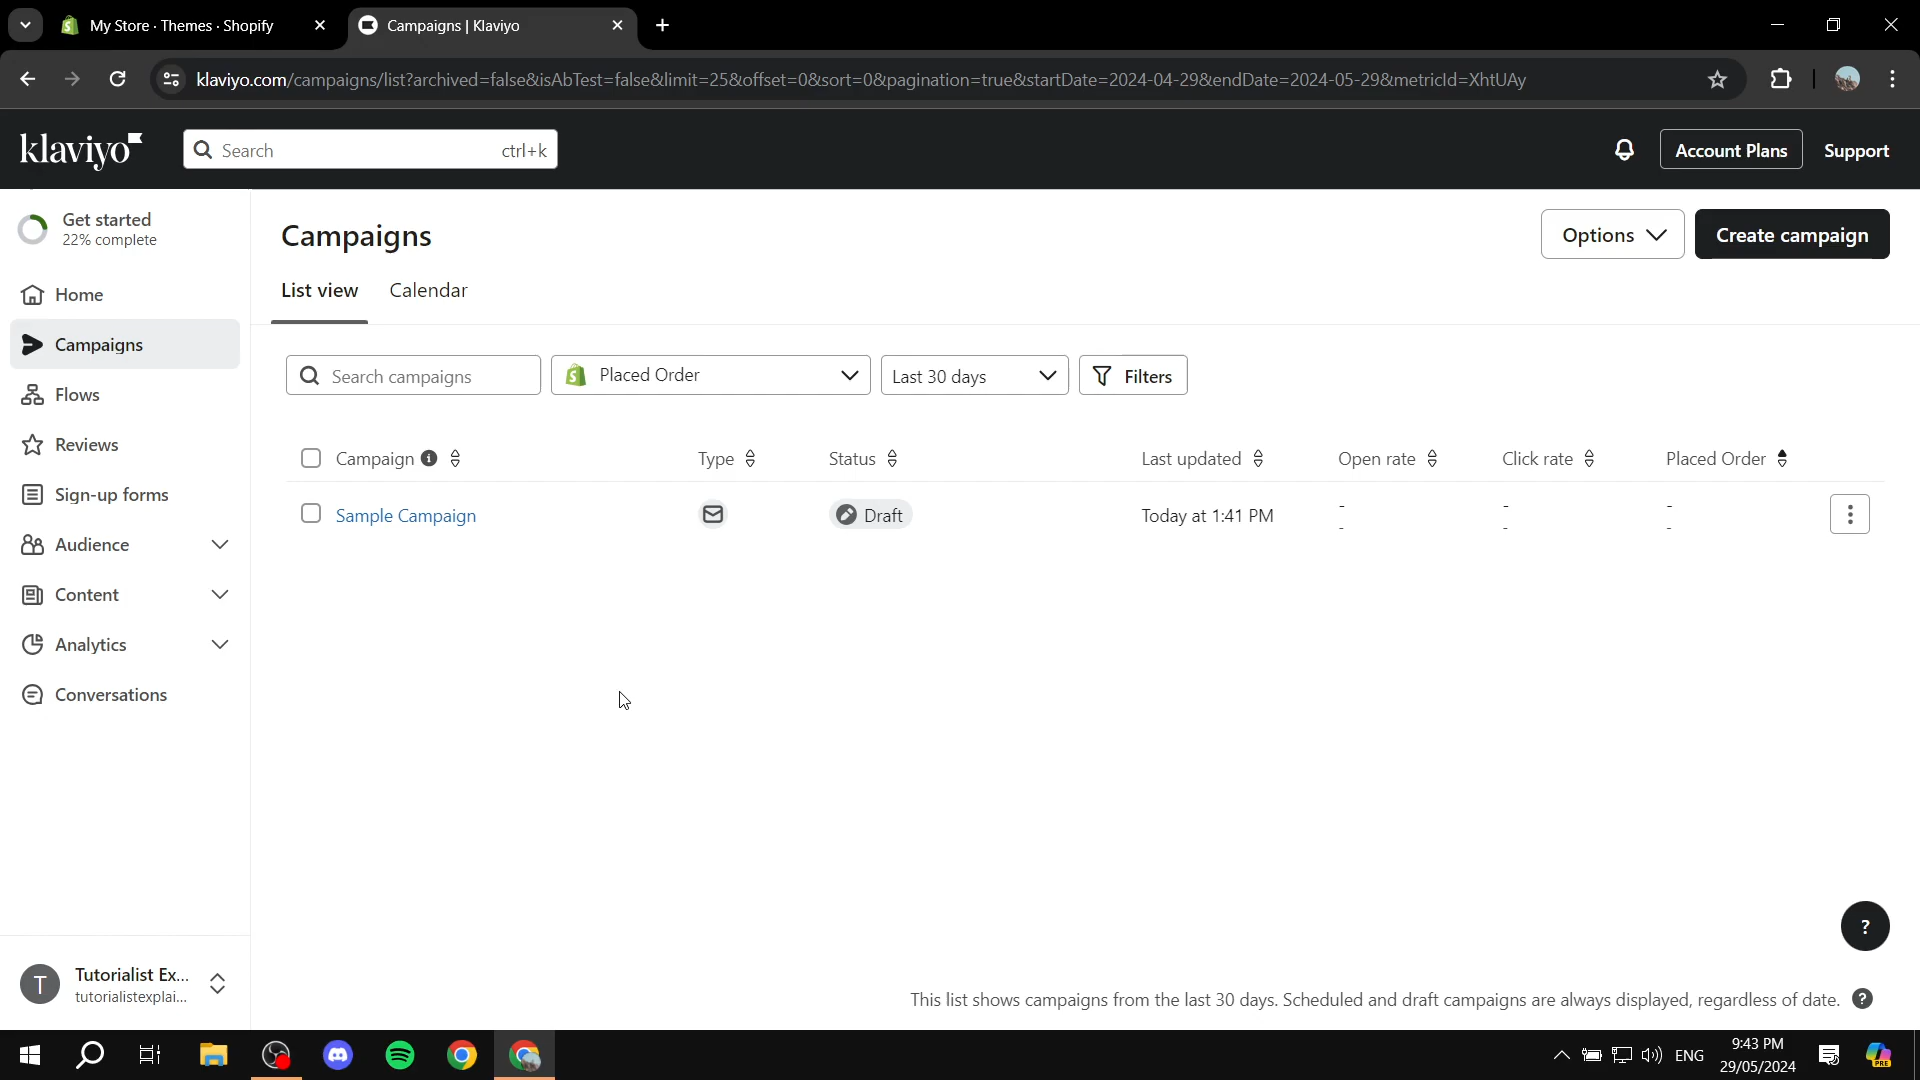 My Store · Themes · Shopify
Campaigns | Klaviyo
klaviyo.com/campaigns/list?archived=false&isAbTest=false&limit=25&offset=0&sort=0&pagination=true&startDate=2024-04-29&endDate=2024-05-29&metricId=XhtUAy
klaviyo
Search ctrl+k
Account Plans
Support
Get started
22% complete
Home
Campaigns
Flows
Reviews
Sign-up forms
Audience
Content
Analytics
Conversations
Tutorialist Ex...
tutorialistexplai...
T
Campaigns
Options
Create campaign
List view Calendar
Search campaigns
Placed Order
Last 30 days
Filters
Campaign Type Status Last updated Open rate Click rate Placed Order
Sample Campaign Draft Today at 1:41 PM - - -
- - -
?
This list shows campaigns from the last 30 days. Scheduled and draft campaigns are always displayed, regardless of date. ?
ENG
9:43 PM
29/05/2024
PRE